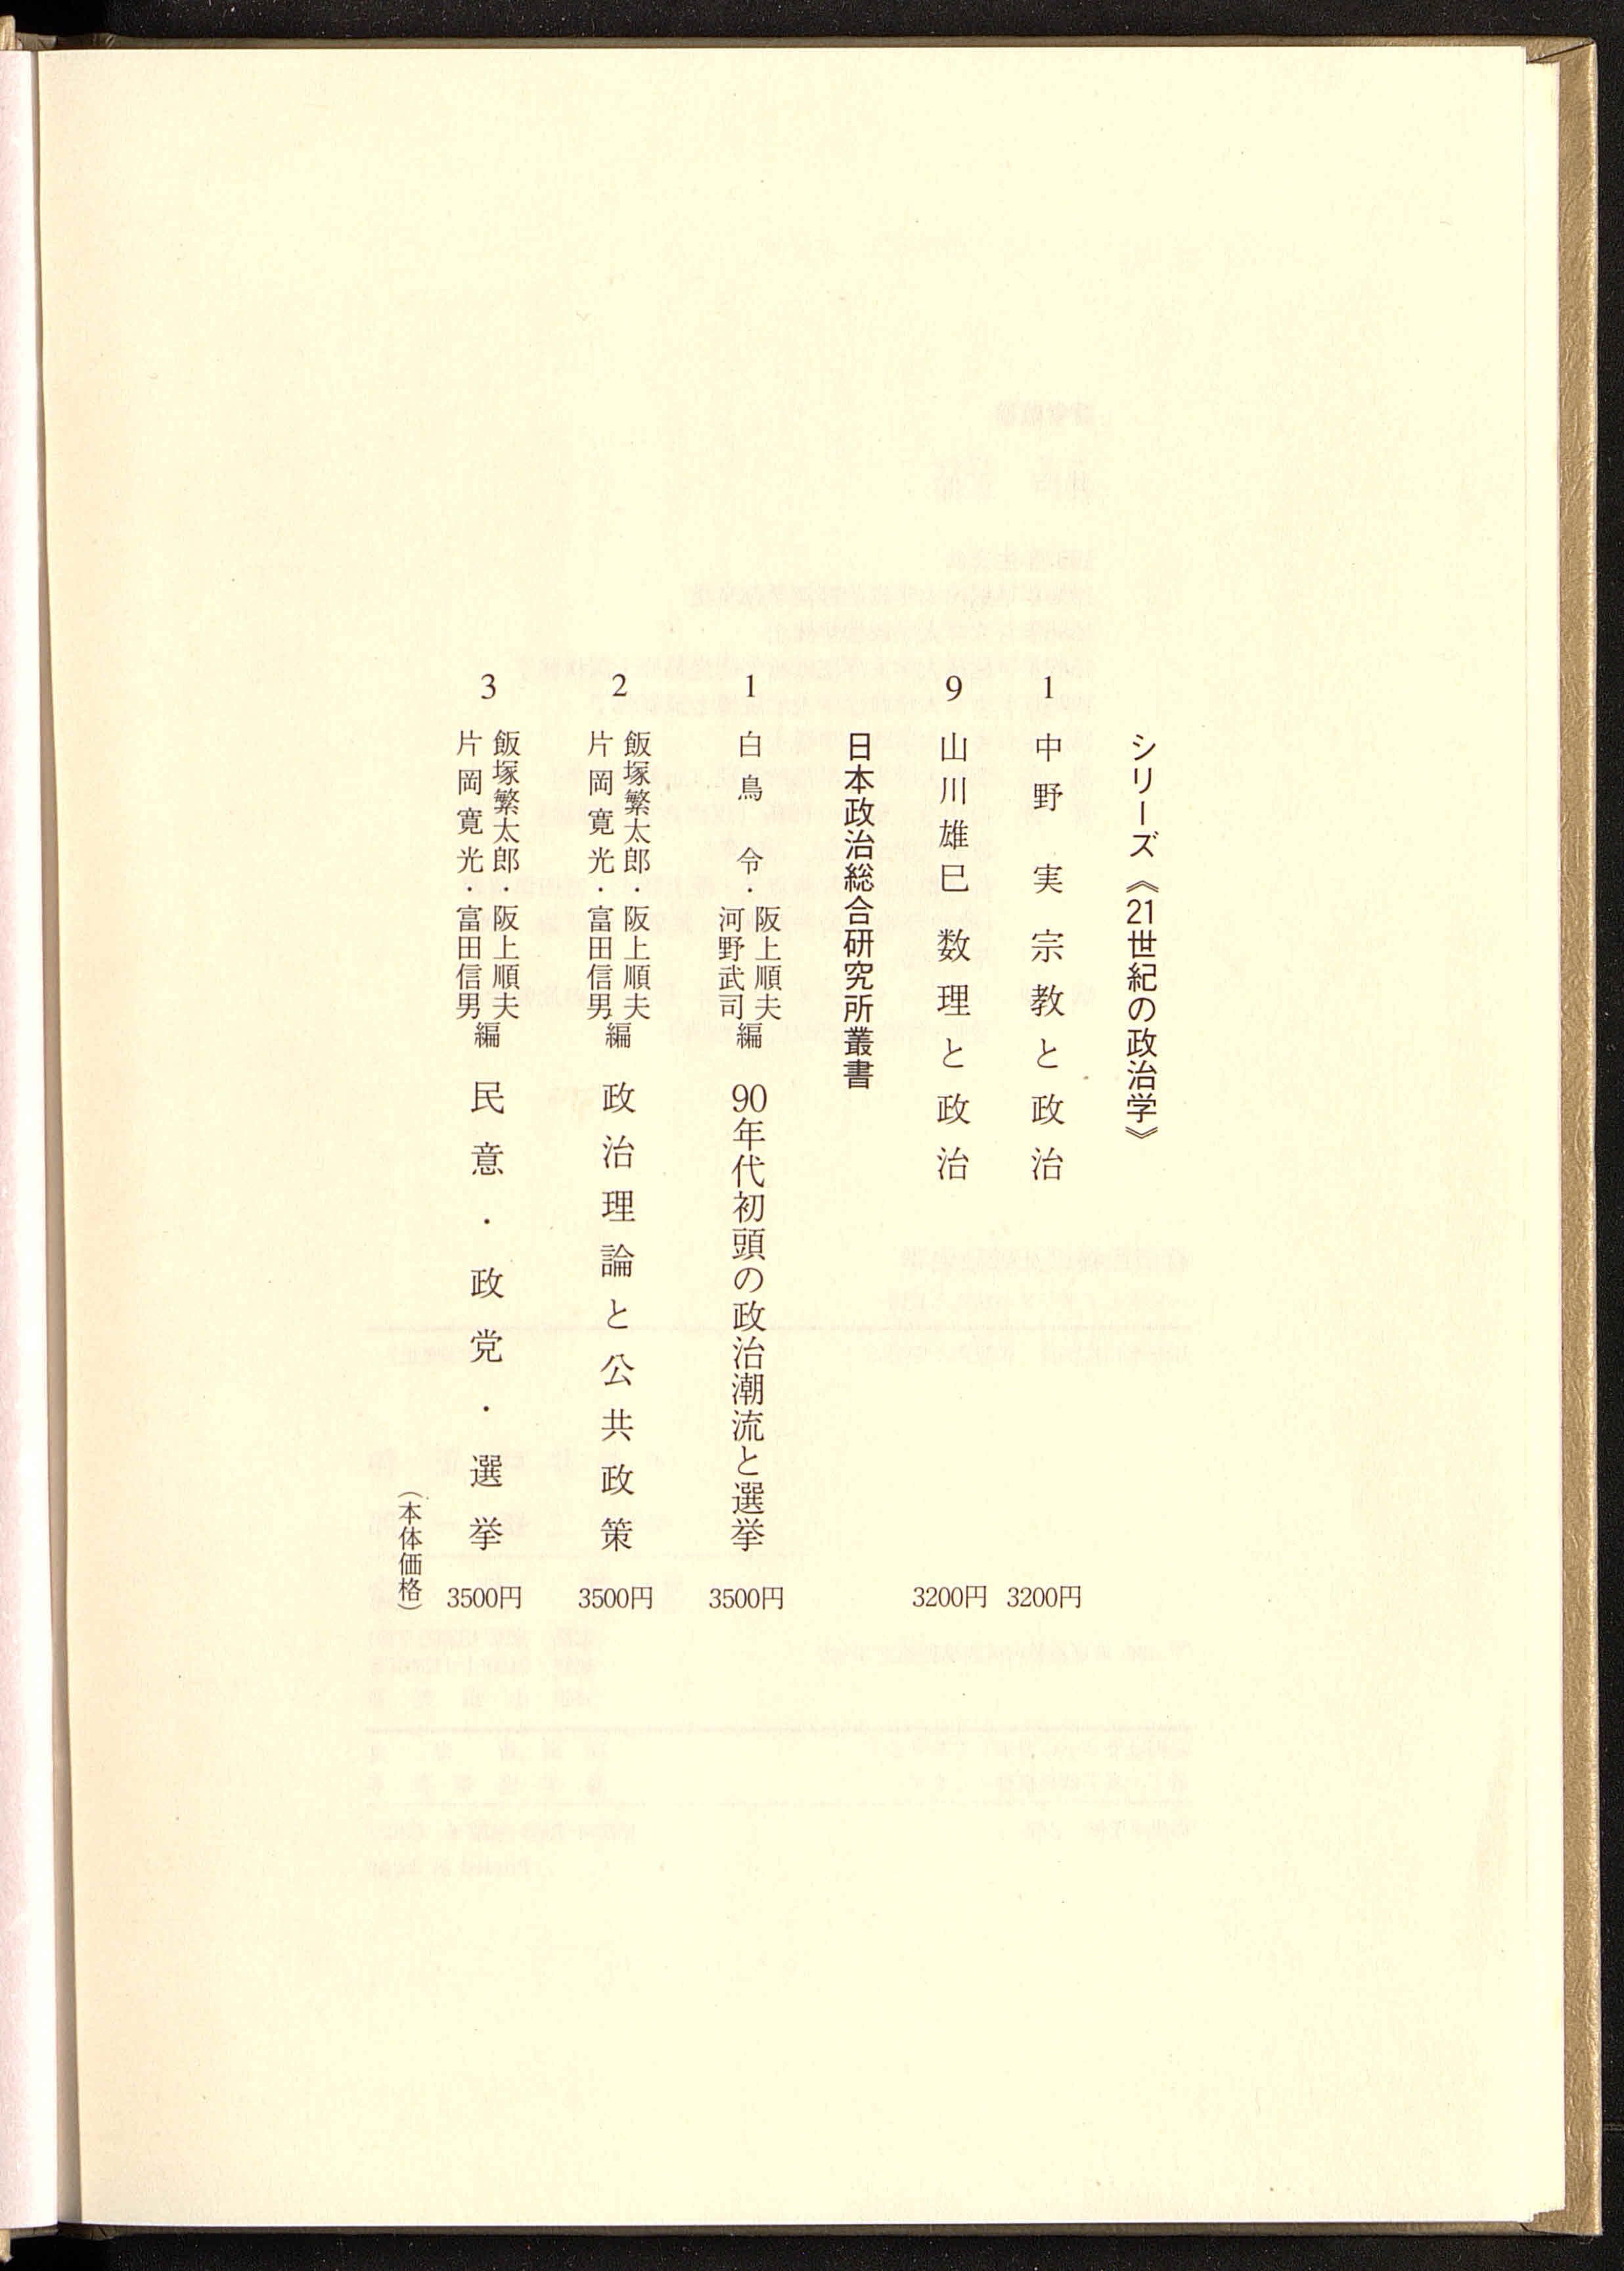 シリーズ《21世紀の政治学》
1 中野 実 宗教と政治 3200円
9 山川雄巳 数理と政治 3200円
日本政治総合研究所叢書
1 白鳥 令・阪上順夫 河野武司 編 90年代初頭の政治潮流と選挙 3500円
2 飯塚繁太郎・阪上順夫 片岡寛光・富田信男 編 政治理論と公共政策 3500円
3 飯塚繁太郎・阪上順夫 片岡寛光・富田信男 編 民意・政党・選挙 3500円
（本体価格）